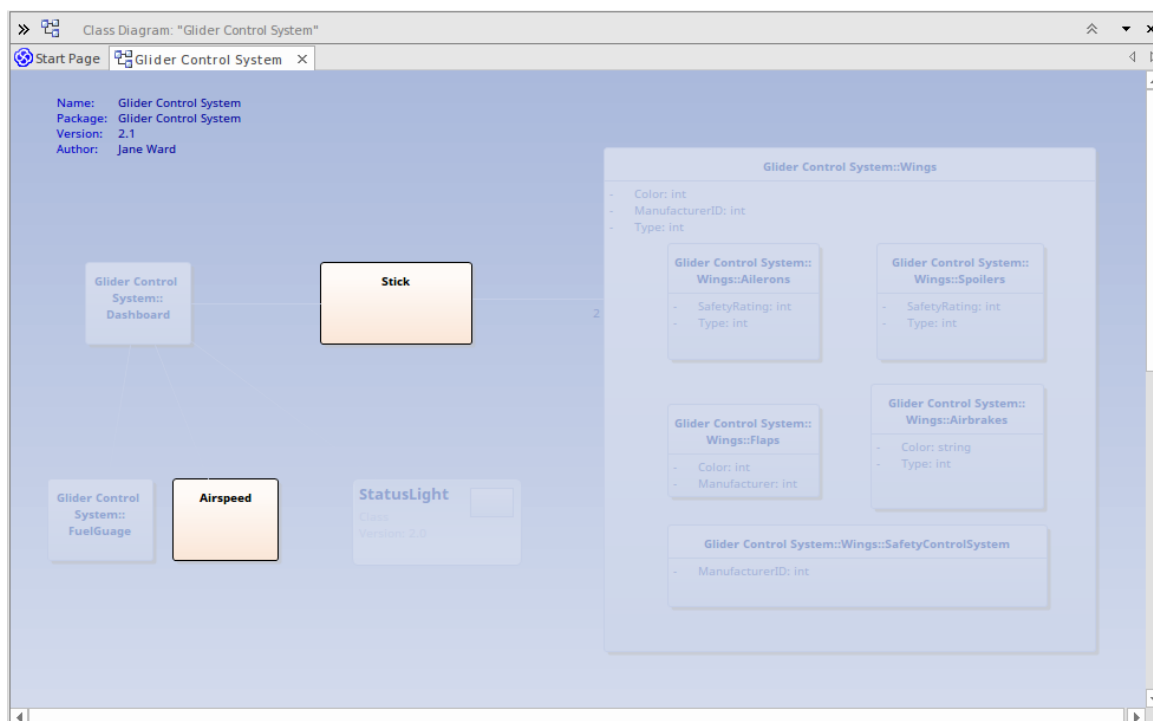 Class Diagram: "Glider Control System"
Start Page
Glider Control System
Name: Glider Control System
Package: Glider Control System
Version: 2.1
Author: Jane Ward
Glider Control System::Wings
- Color: int
- ManufacturerID: int
- Type: int
Glider Control
System::
Dashboard
Stick
2
Glider Control System::
Wings::Ailerons
- SafetyRating: int
- Type: int
Glider Control System::
Wings::Spoilers
- SafetyRating: int
- Type: int
Glider Control System::
Wings::Flaps
- Color: int
- Manufacturer: int
Glider Control System::
Wings::Airbrakes
- Color: string
- Type: int
Glider Control
System::
FuelGuage
Airspeed
StatusLight
Class
Version: 2.0
Glider Control System::Wings::SafetyControlSystem
- ManufacturerID: int